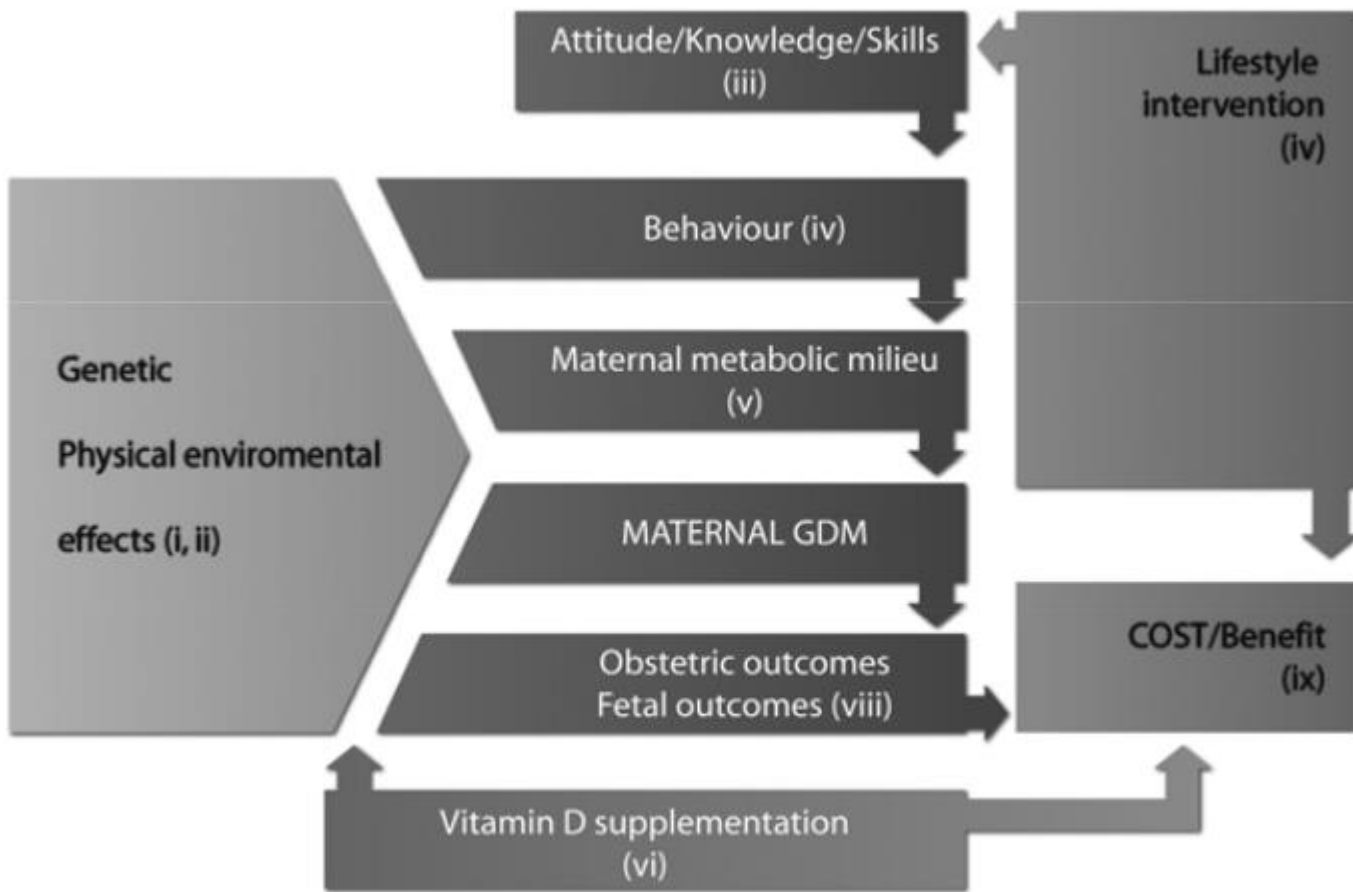 Attitude/Knowledge/Skills
(iii)
Lifestyle
intervention
(iv)
Behaviour (iv)
Genetic
Physical enviromental
effects (i, ii)
Maternal metabolic milieu
(v)
MATERNAL GDM
Obstetric outcomes
Fetal outcomes (viii)
COST/Benefit
(ix)
Vitamin D supplementation
(vi)